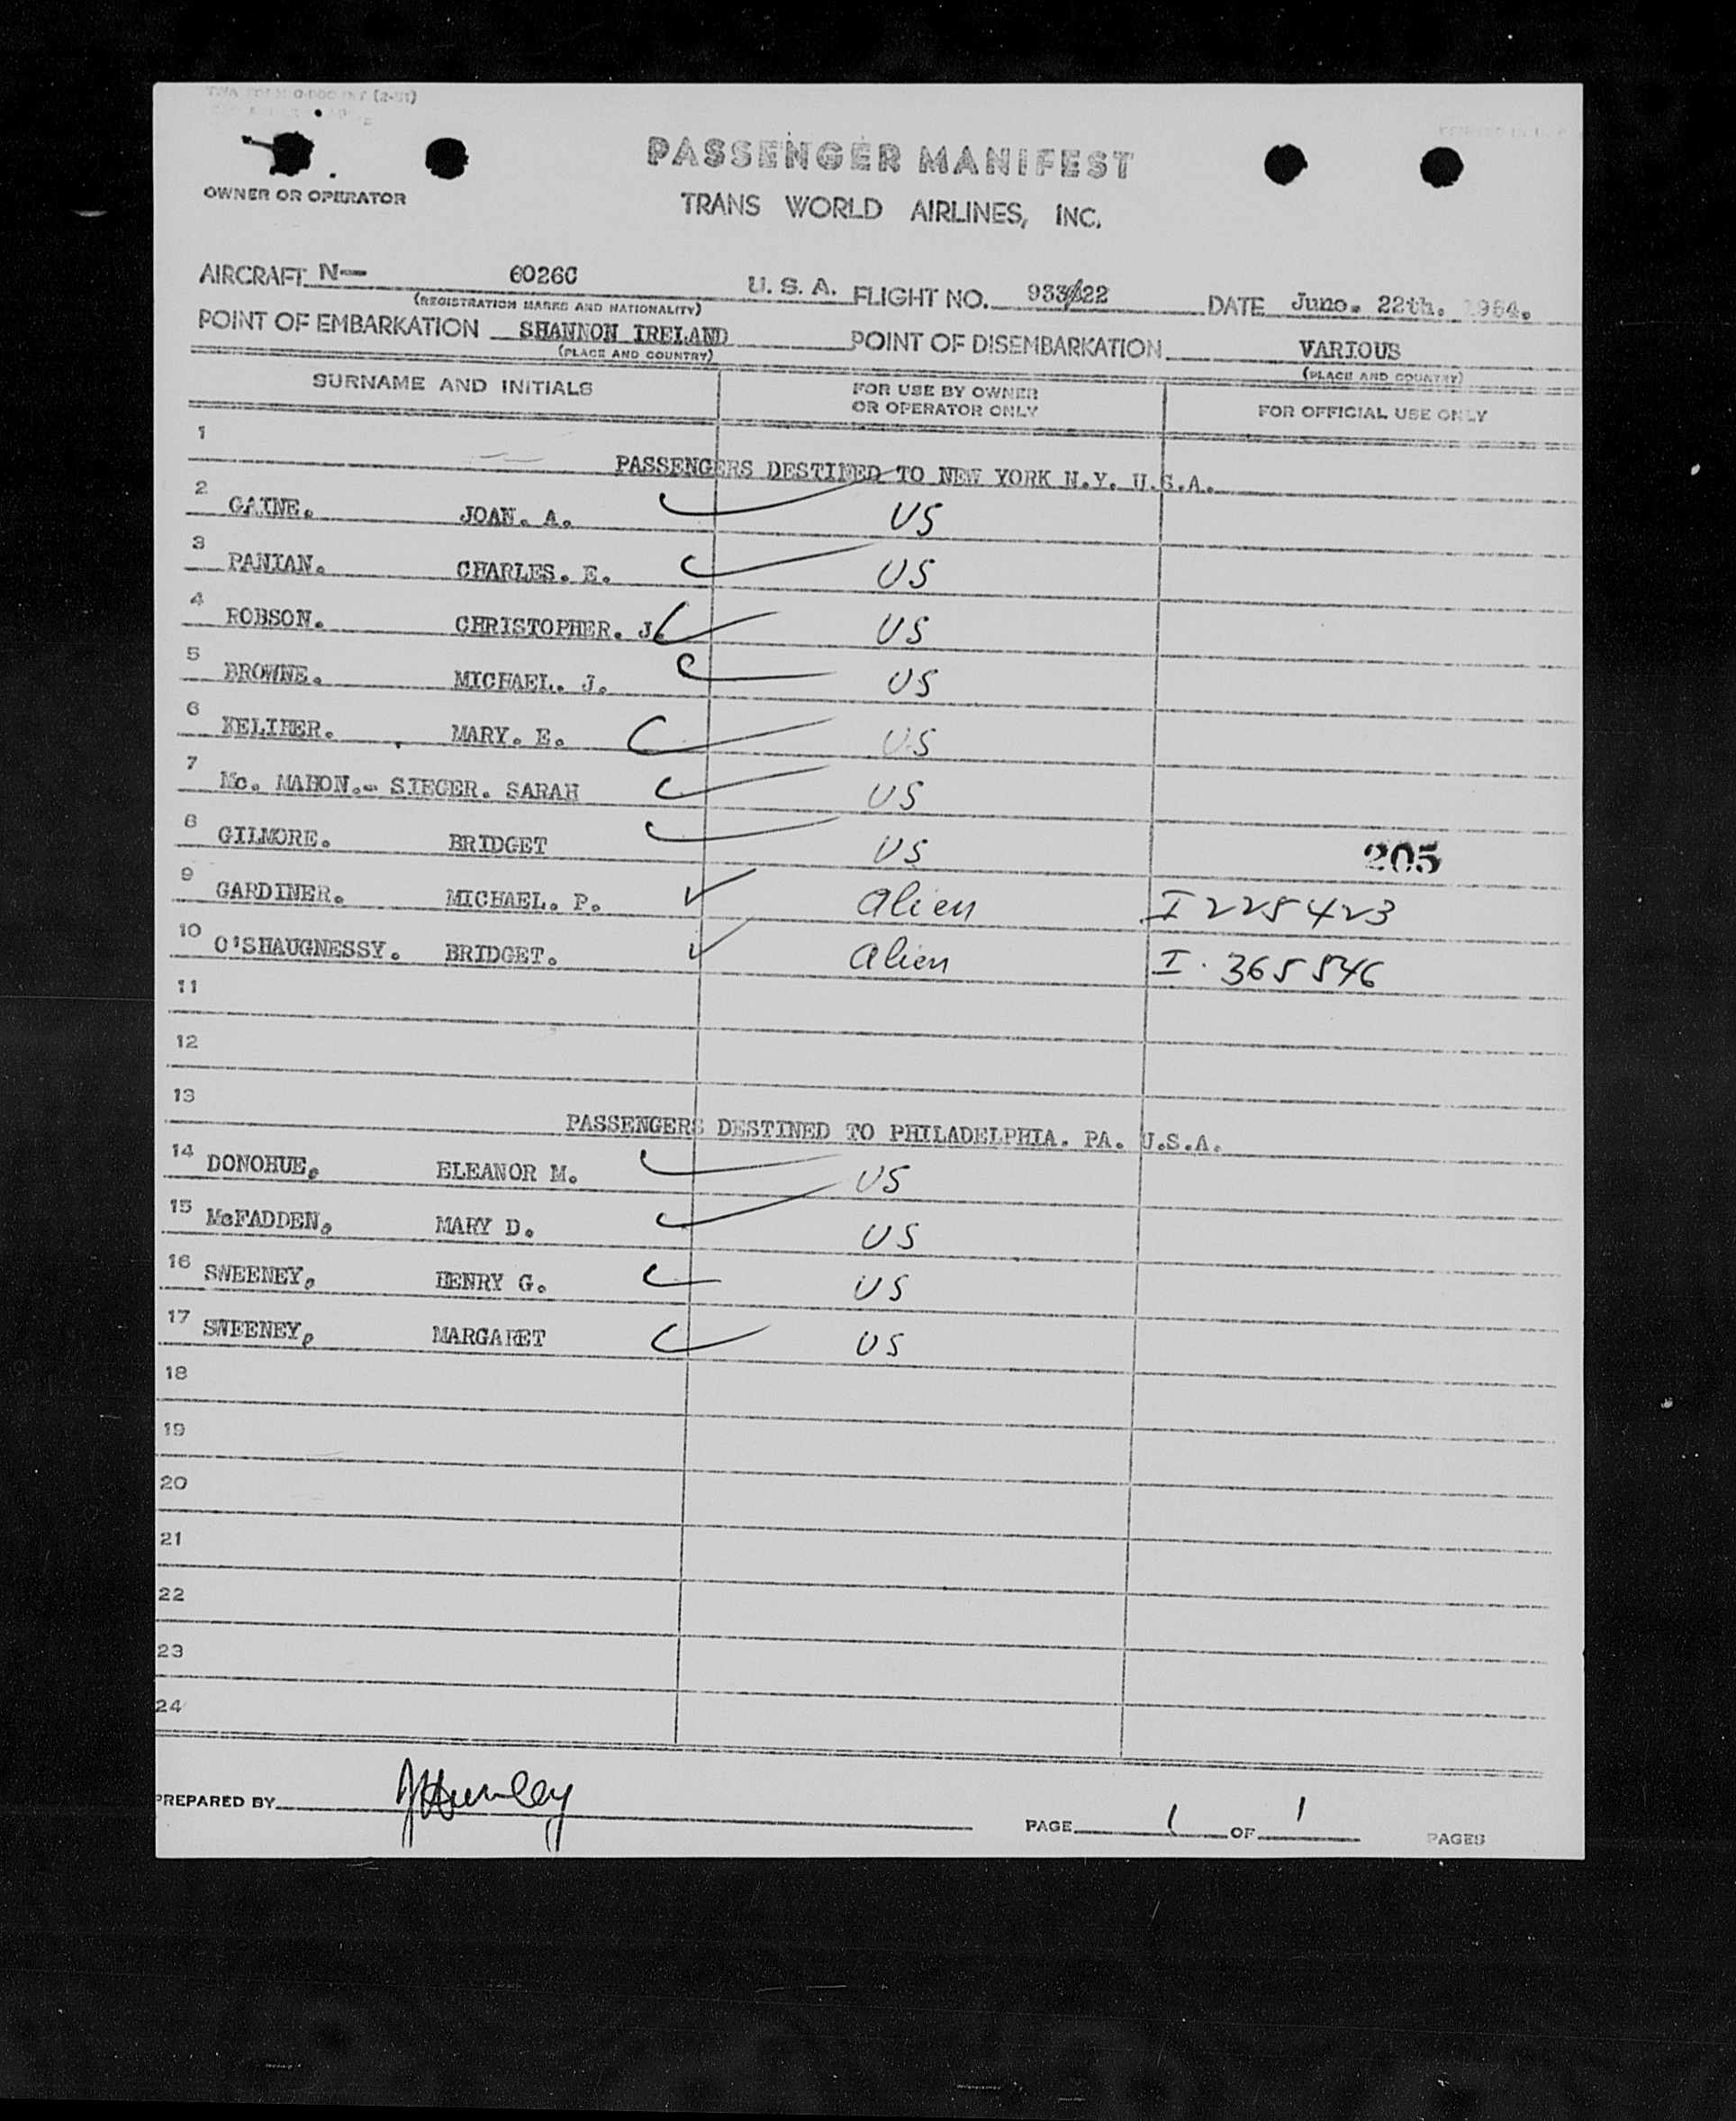 PASSENGER MANIFEST
OWNER OR OPERATOR
TRANS WORLD AIRLINES, INC.
AIRCRAFT N— 6026C U. S. A. FLIGHT NO. 933/22 DATE June. 22th. 1954.
(REGISTRATION MARKS AND NATIONALITY)
POINT OF EMBARKATION SHANNON IRELAND POINT OF DISEMBARKATION VARIOUS
(PLACE AND COUNTRY) (PLACE AND COUNTRY)
SURNAME AND INITIALS FOR USE BY OWNER OR OPERATOR ONLY FOR OFFICIAL USE ONLY
1
PASSENGERS DESTINED TO NEW YORK N.Y. U.S.A.
2 GAINE. JOAN. A. US
3 PANIAN. CHARLES. E. US
4 ROBSON. CHRISTOPHER. J. US
5 BROWNE. MICHAEL. J. US
6 KELIHER. MARY. E. US
7 Mc. MAHON.- SIEGER. SARAH US
8 GILMORE. BRIDGET US 205
9 GARDINER. MICHAEL. P. alien I 225423
10 O'SHAUGNESSY. BRIDGET. alien I. 365546
11
12
13
PASSENGERS DESTINED TO PHILADELPHIA. PA. U.S.A.
14 DONOHUE, ELEANOR M. US
15 McFADDEN, MARY D. US
16 SWEENEY, HENRY G. US
17 SWEENEY, MARGARET US
18
19
20
21
22
23
24
PREPARED BY PAGE 1 OF 1 PAGES